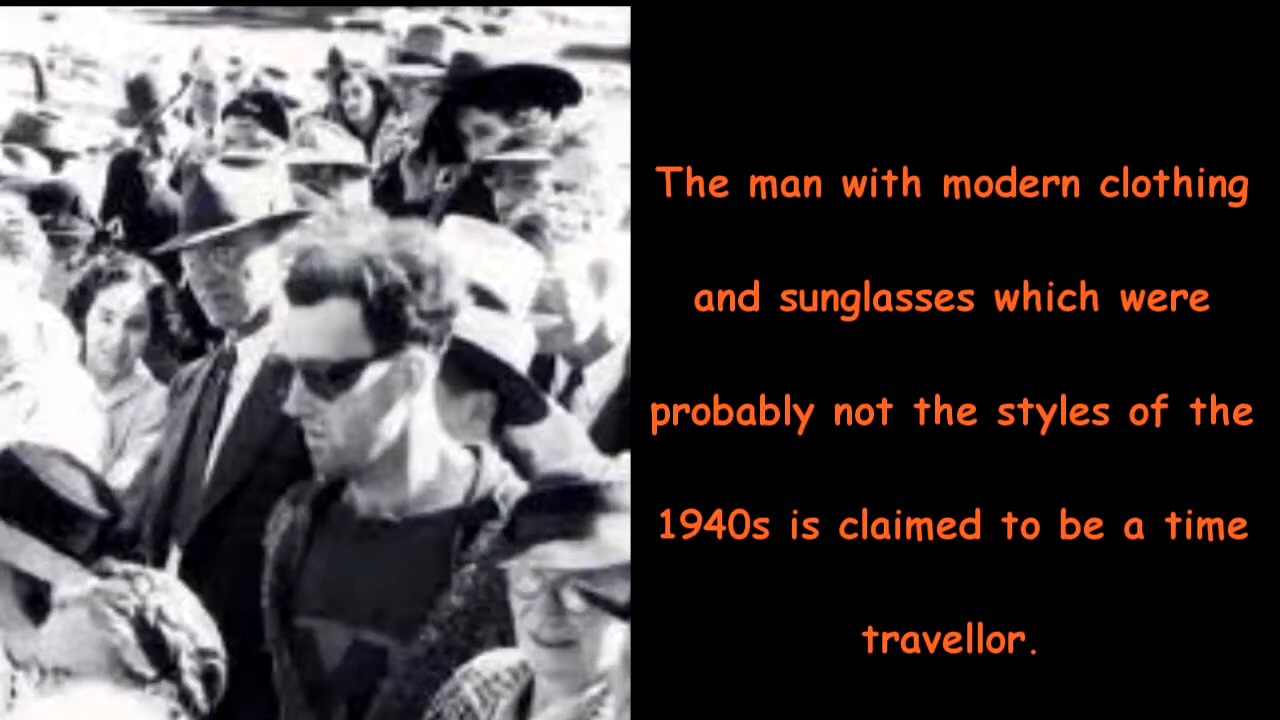 The man with modern clothing
and sunglasses which were
probably not the styles of the
1940s is claimed to be a time
travellor.